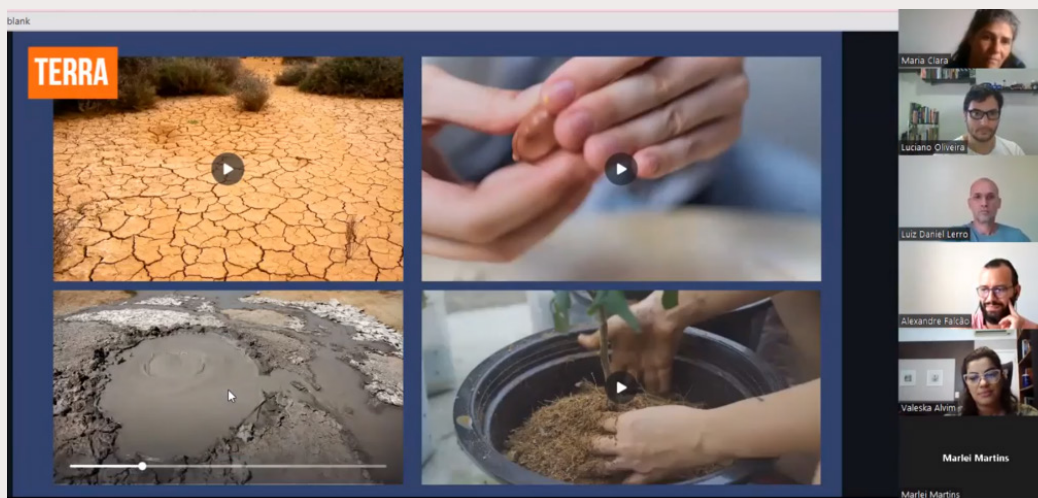 blank
TERRA
Maria Clara
Luciano Oliveira
Luiz Daniel Lerro
Alexandre Falcão
Valeska Alvim
Marlei Martins
Marlei Martins